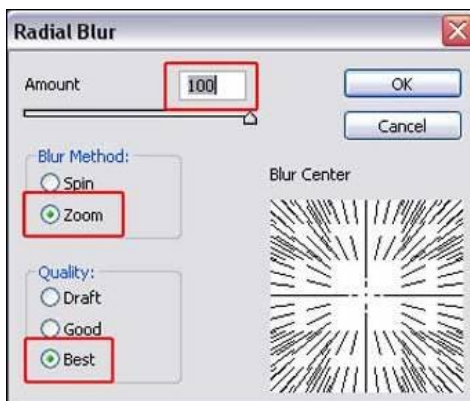 Radial Blur
Amount 100
OK
Cancel
Blur Method:
Spin
Zoom
Blur Center
Quality:
Draft
Good
Best